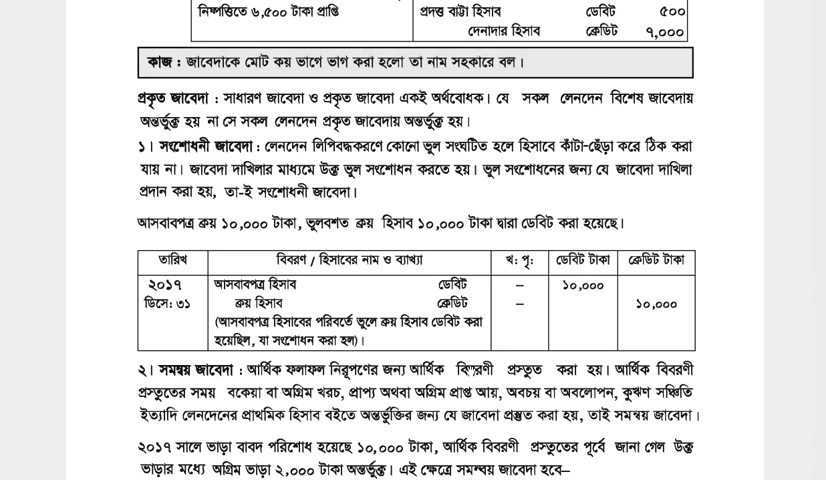 নিষ্পত্তিতে ৬,৫০০ টাকা প্রাপ্তি প্রদত্ত বাট্টা হিসাব ডেবিট ৫০০
দেনাদার হিসাব ক্রেডিট ৭,০০০
কাজ : জাবেদাকে মোট কয় ভাগে ভাগ করা হলো তা নাম সহকারে বল।
প্রকৃত জাবেদা : সাধারণ জাবেদা ও প্রকৃত জাবেদা একই অর্থবোধক। যে সকল লেনদেন বিশেষ জাবেদায়
অন্তর্ভুক্ত হয় না সে সকল লেনদেন প্রকৃত জাবেদায় অন্তর্ভুক্ত হয়।
১। সংশোধনী জাবেদা : লেনদেন লিপিবদ্ধকরণে কোনো ভুল সংঘটিত হলে হিসাবে কাঁটা-ছেঁড়া করে ঠিক করা
যায় না। জাবেদা দাখিলার মাধ্যমে উক্ত ভুল সংশোধন করতে হয়। ভুল সংশোধনের জন্য যে জাবেদা দাখিলা
প্রদান করা হয়, তা-ই সংশোধনী জাবেদা।
আসবাবপত্র ক্রয় ১০,০০০ টাকা, ভুলবশত ক্রয় হিসাব ১০,০০০ টাকা দ্বারা ডেবিট করা হয়েছে।
তারিখ বিবরণ / হিসাবের নাম ও ব্যাখ্যা খ: পৃ: ডেবিট টাকা ক্রেডিট টাকা
২০১৭ আসবাবপত্র হিসাব ডেবিট – ১০,০০০
ডিসে: ৩১ ক্রয় হিসাব ক্রেডিট – ১০,০০০
(আসবাবপত্র হিসাবের পরিবর্তে ভুলে ক্রয় হিসাব ডেবিট করা
হয়েছিল, যা সংশোধন করা হল)।
২। সমন্বয় জাবেদা : আর্থিক ফলাফল নিরূপণের জন্য আর্থিক বিবরণী প্রস্তুত করা হয়। আর্থিক বিবরণী
প্রস্তুতের সময় বকেয়া বা অগ্রিম খরচ, প্রাপ্য অথবা অগ্রিম প্রাপ্ত আয়, অবচয় বা অবলোপন, কুঋণ সঞ্চিতি
ইত্যাদি লেনদেনের প্রাথমিক হিসাব বইতে অন্তর্ভুক্তির জন্য যে জাবেদা প্রস্তুত করা হয়, তাই সমন্বয় জাবেদা।
২০১৭ সালে ভাড়া বাবদ পরিশোধ হয়েছে ১০,০০০ টাকা, আর্থিক বিবরণী প্রস্তুতের পূর্বে জানা গেল উক্ত
ভাড়ার মধ্যে অগ্রিম ভাড়া ২,০০০ টাকা অন্তর্ভুক্ত। এই ক্ষেত্রে সমন্বয় জাবেদা হবে–